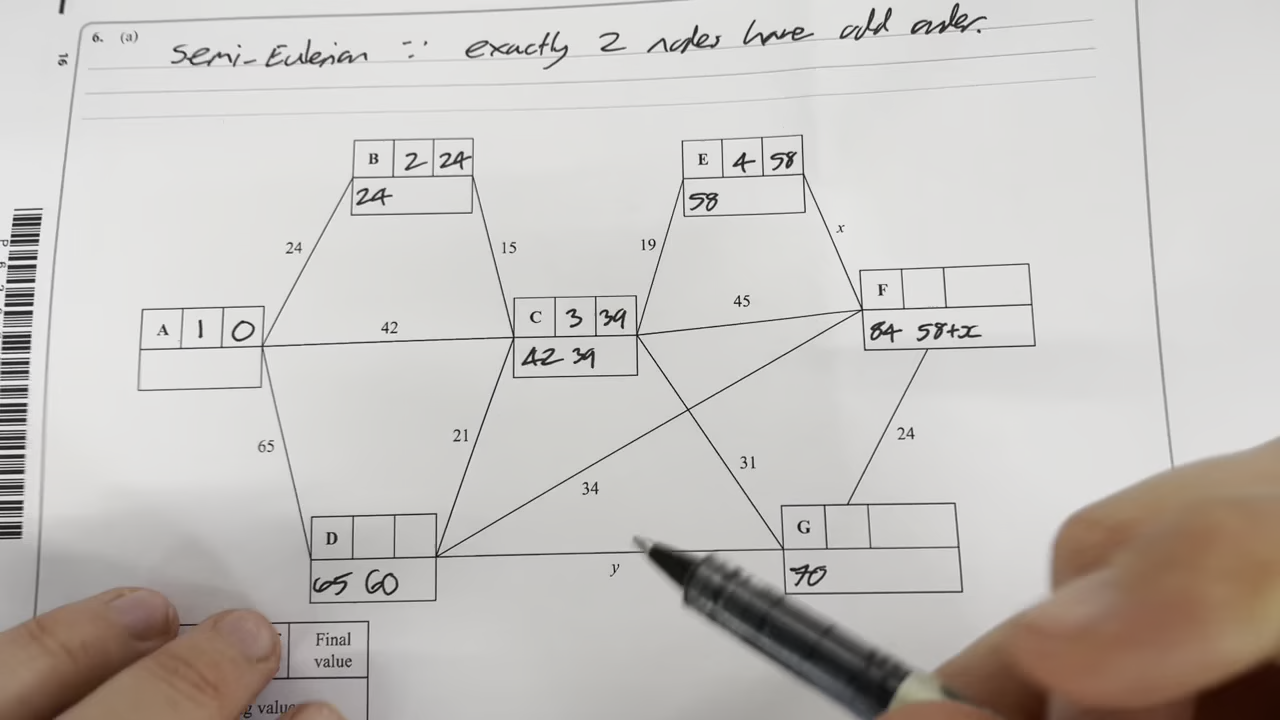 6. (a)
Semi-Eulerian ∵ exactly 2 nodes have odd order.
16
B 2 24
24
E 4 58
58
24
15
19
x
A 1 0
42
C 3 39
42 39
45
F
84 58+x
65
21
34
31
24
D
65 60
y
G
70
Final
value
g value